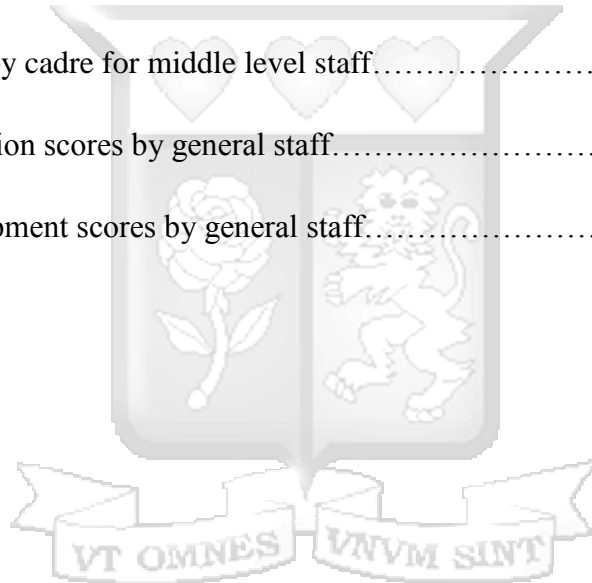 by cadre for middle level staff…………………
ion scores by general staff………………………
pment scores by general staff……………………
VT OMNES VNVM SINT